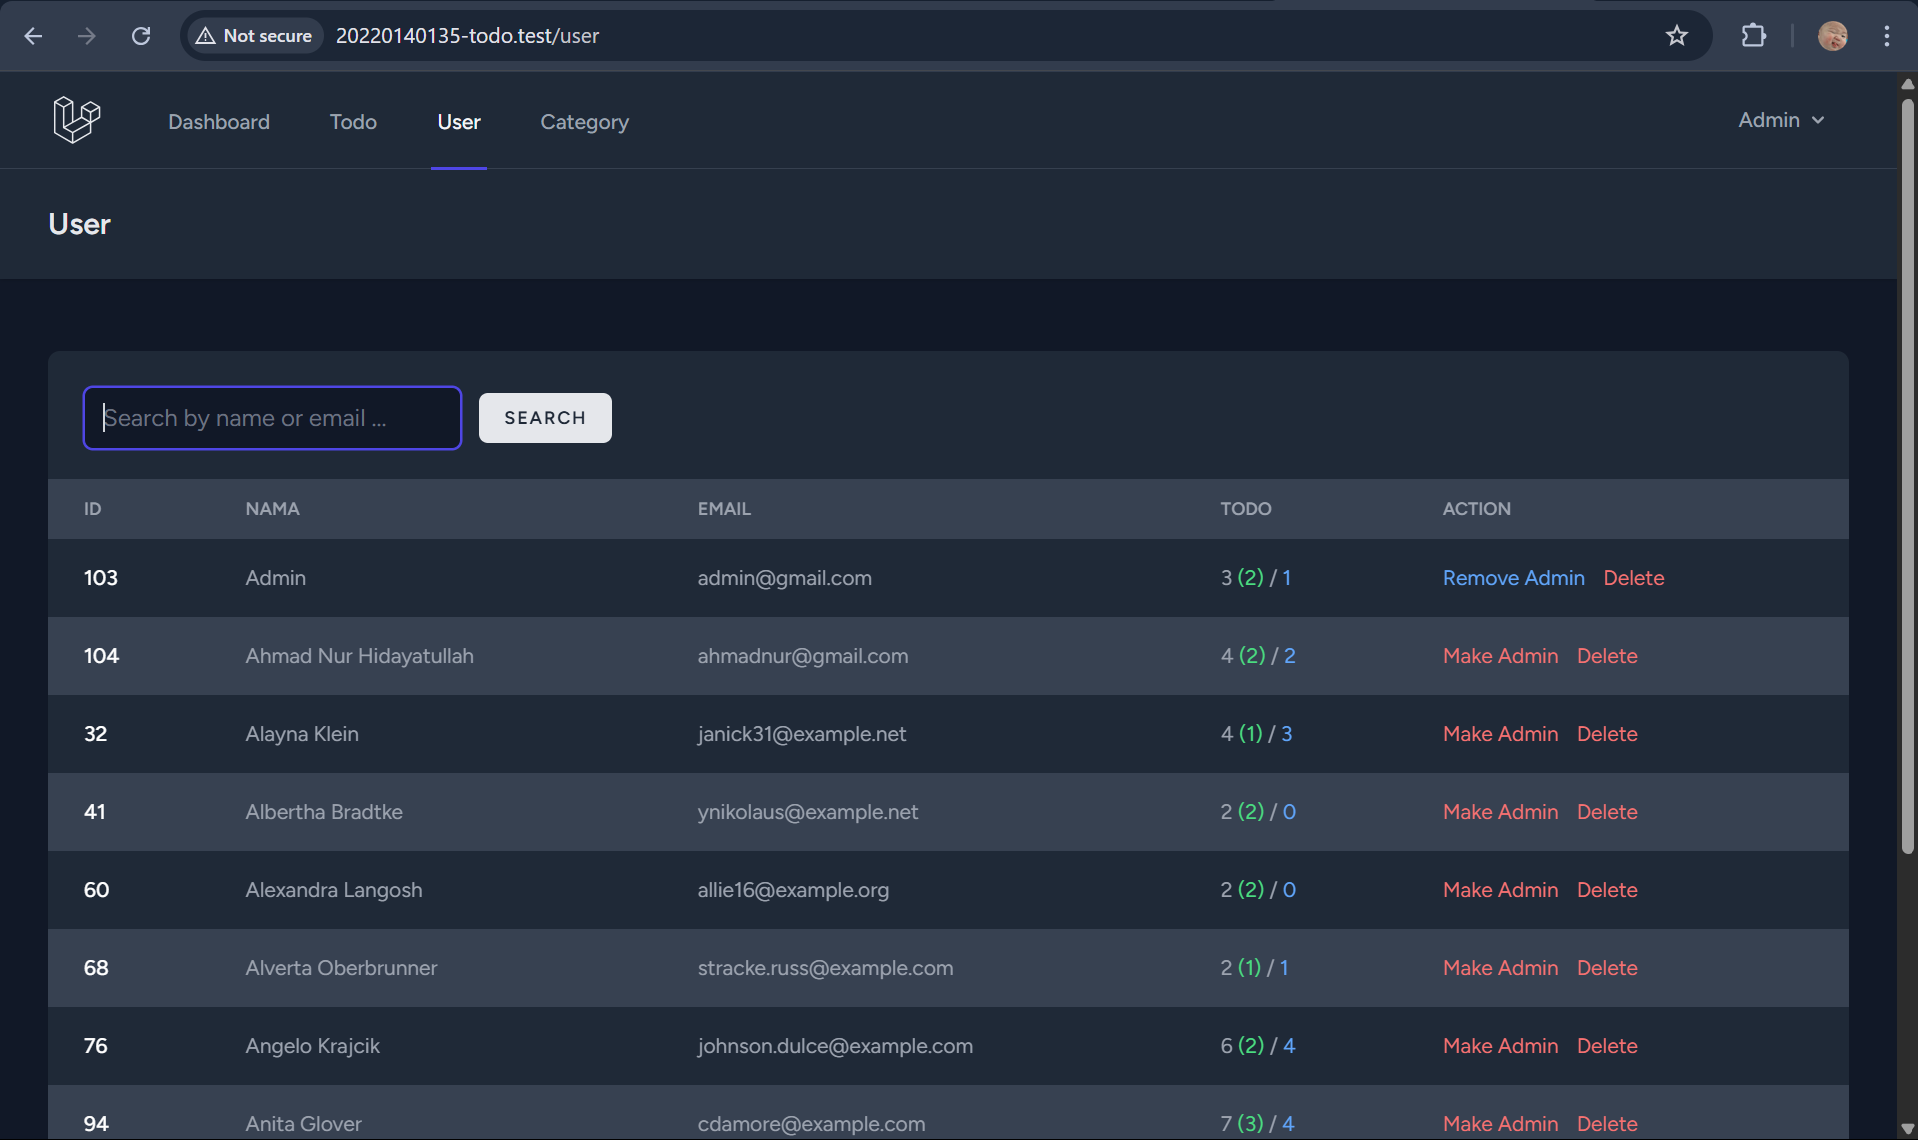 Not secure 20220140135-todo.test/user
Dashboard Todo User Category Admin
User
Search by name or email ... SEARCH
ID NAMA EMAIL TODO ACTION
103 Admin admin@gmail.com 3 (2) / 1 Remove Admin Delete
104 Ahmad Nur Hidayatullah ahmadnur@gmail.com 4 (2) / 2 Make Admin Delete
32 Alayna Klein janick31@example.net 4 (1) / 3 Make Admin Delete
41 Albertha Bradtke ynikolaus@example.net 2 (2) / 0 Make Admin Delete
60 Alexandra Langosh allie16@example.org 2 (2) / 0 Make Admin Delete
68 Alverta Oberbrunner stracke.russ@example.com 2 (1) / 1 Make Admin Delete
76 Angelo Krajcik johnson.dulce@example.com 6 (2) / 4 Make Admin Delete
94 Anita Glover cdamore@example.com 7 (3) / 4 Make Admin Delete